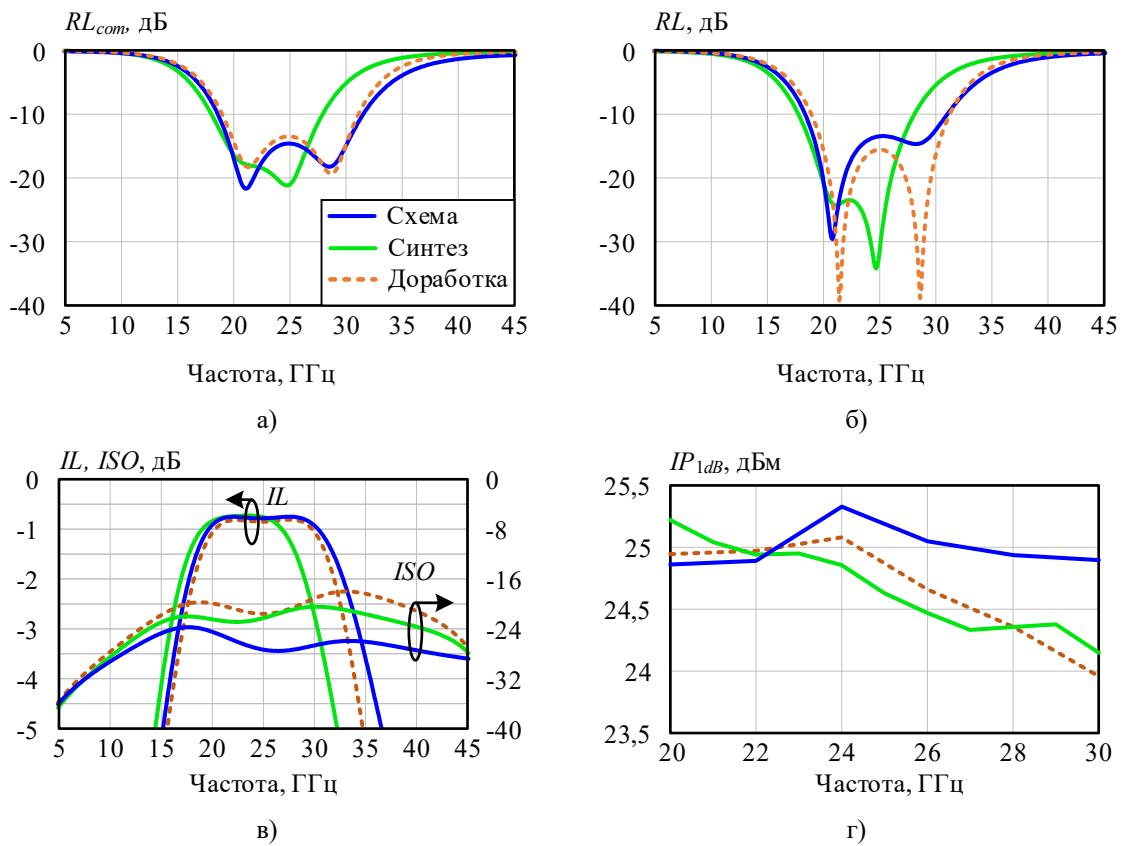 RLcom, дБ
0
-10
-20
-30
-40
Схема
Синтез
Доработка
5 10 15 20 25 30 35 40 45
Частота, ГГц
а)
RL, дБ
0
-10
-20
-30
-40
5 10 15 20 25 30 35 40 45
Частота, ГГц
б)
IL, ISO, дБ
0 0
IL
-1 -8
-2 -16
ISO
-3 -24
-4 -32
-5 -40
5 10 15 20 25 30 35 40 45
Частота, ГГц
в)
IP1dB, дБм
25,5
25
24,5
24
23,5
20 22 24 26 28 30
Частота, ГГц
г)